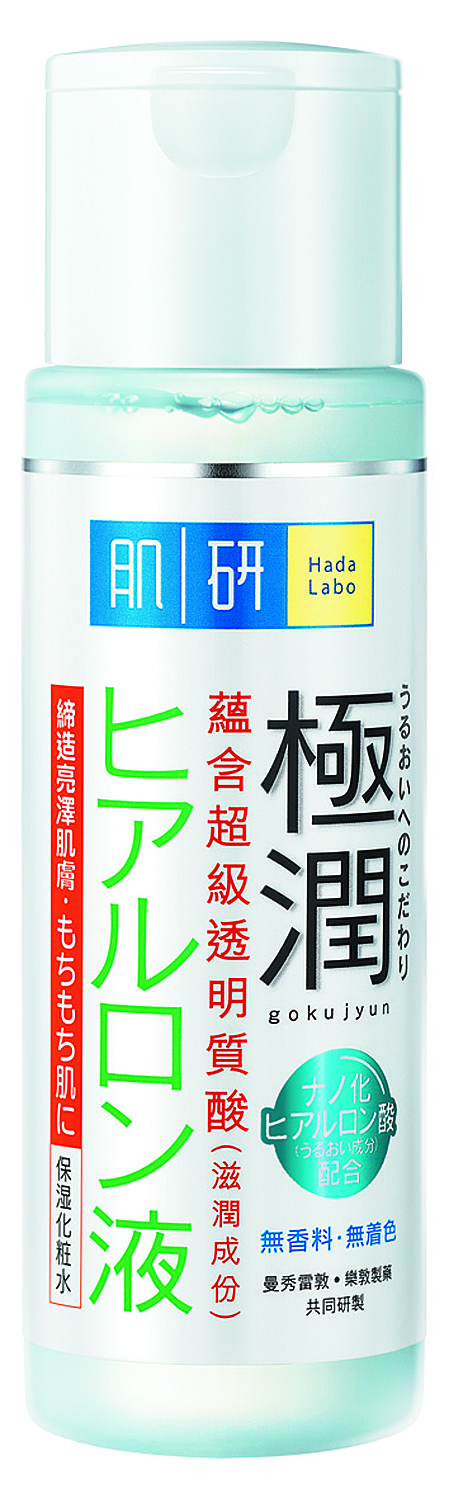 肌研
Hada
Labo
うるおいへのこだわり
極潤
gokujyun
蘊含超級透明質酸(滋潤成份)
ヒアルロン液
締造亮澤肌膚・もちもち肌に
保湿化粧水
ナノ化
ヒアルロン酸
(うるおい成分)
配合
無香料・無着色
曼秀雷敦・樂敦製藥
共同研製